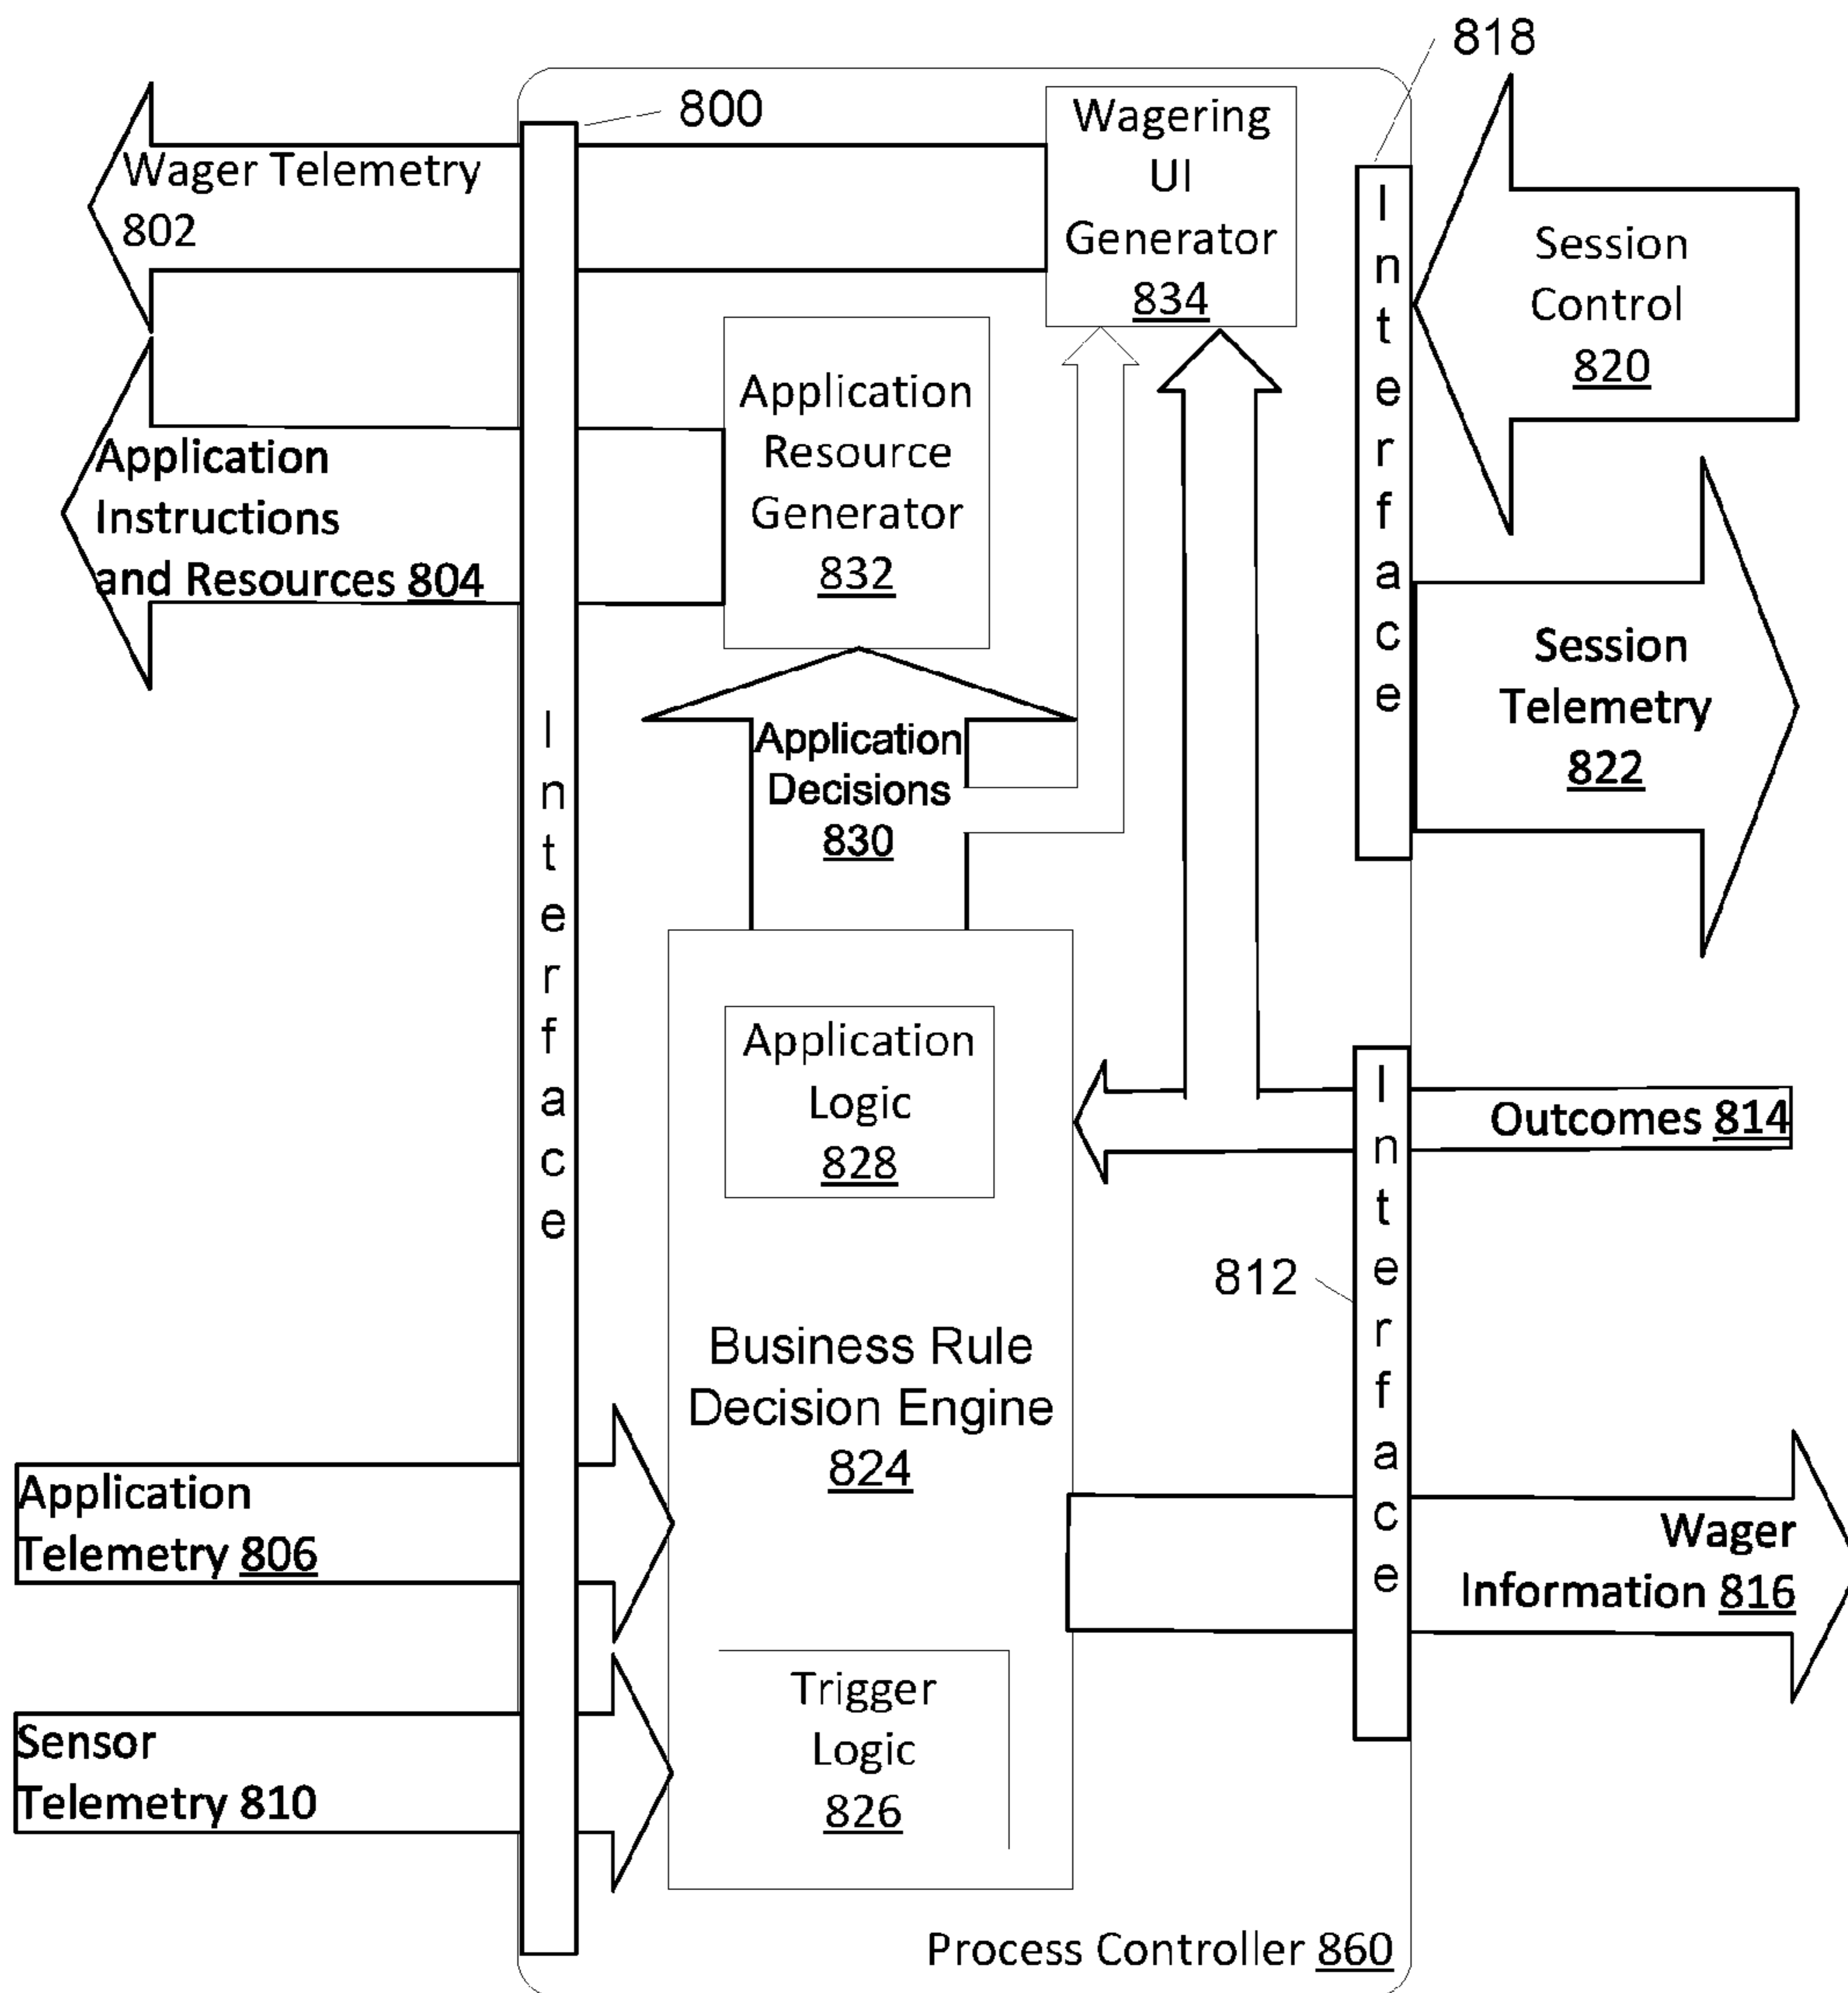 818
800
Wager Telemetry
802
Wagering
UI
Generator
834
Interface
Session
Control
820
Application
Instructions
and Resources 804
Application
Resource
Generator
832
Session
Telemetry
822
Application
Decisions
830
Interface
Application
Logic
828
Interface
Outcomes 814
812
Business Rule
Decision Engine
824
Application
Telemetry 806
Wager
Information 816
Trigger
Logic
826
Sensor
Telemetry 810
Process Controller 860